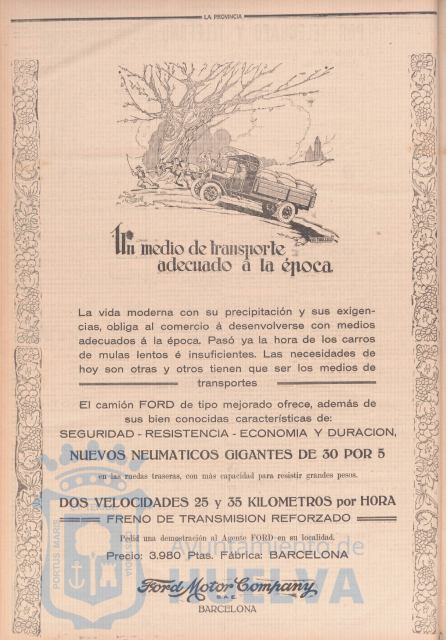 LA PROVINCIA
Un medio de transporte
adecuado á la época
La vida moderna con su precipitación y sus exigen-
cias, obliga al comercio á desenvolverse con medios
adecuados á la época. Pasó ya la hora de los carros
de mulas lentos é insuficientes. Las necesidades de
hoy son otras y otros tienen que ser los medios de
transportes
El camión FORD de tipo mejorado ofrece, además de
sus bien conocidas características de:
SEGURIDAD - RESISTENCIA - ECONOMIA Y DURACION,
NUEVOS NEUMATICOS GIGANTES DE 30 POR 5
en las ruedas traseras, con más capacidad para resistir grandes pesos.
DOS VELOCIDADES 25 y 35 KILOMETROS por HORA
FRENO DE TRANSMISION REFORZADO
Pedid una demostración al Agente FORD en su localidad.
Precio: 3.980 Ptas. Fábrica: BARCELONA
Ford Motor Company
S.A.E.
BARCELONA
Ayuntamiento de
HUELVA
PORTUS MARIS